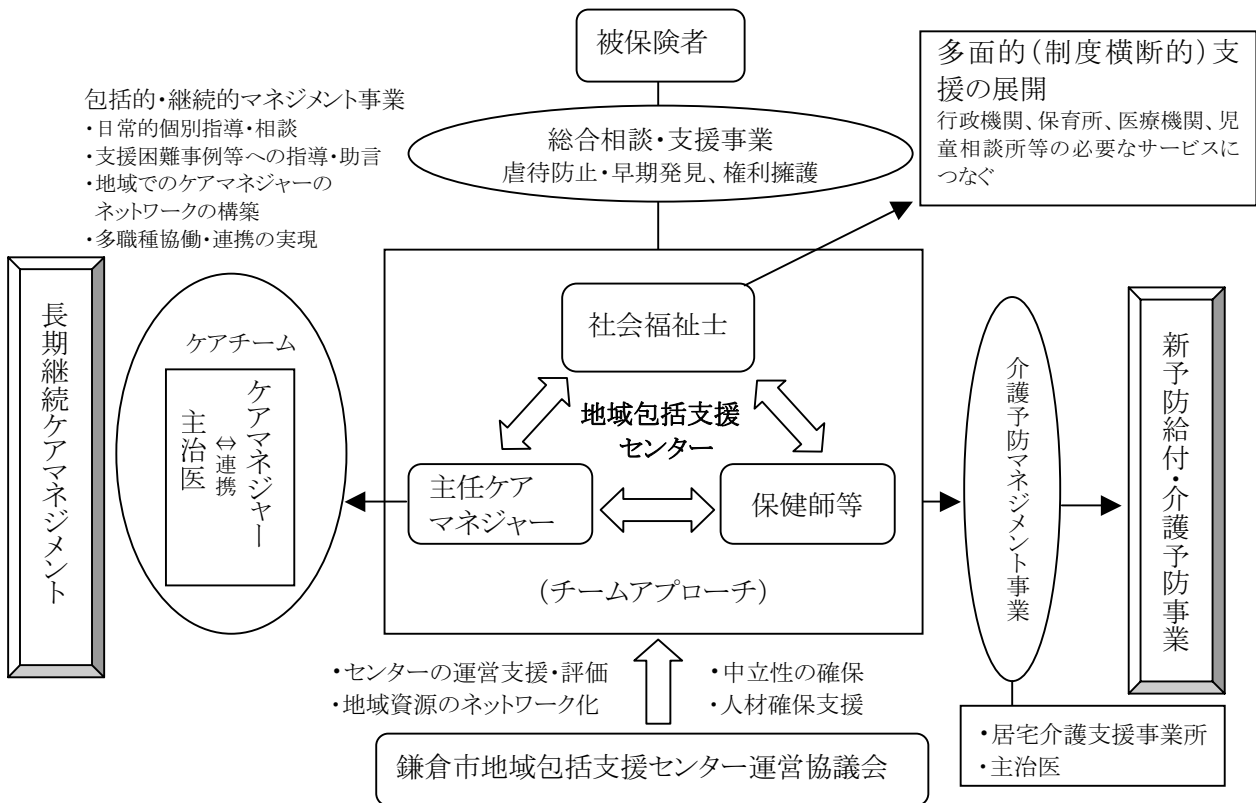 被保険者
多面的(制度横断的)支
援の展開
行政機関、保育所、医療機関、児
童相談所等の必要なサービスに
つなぐ
包括的・継続的マネジメント事業
・日常的個別指導・相談
・支援困難事例等への指導・助言
・地域でのケアマネジャーの
ネットワークの構築
・多職種協働・連携の実現
総合相談・支援事業
虐待防止・早期発見、権利擁護
長期継続ケアマネジメント
ケアチーム
ケアマネジャー
⇔連携
主治医
社会福祉士
地域包括支援
センター
主任ケア
マネジャー
保健師等
(チームアプローチ)
介護予防マネジメント事業
新予防給付・介護予防事業
・センターの運営支援・評価
・地域資源のネットワーク化
・中立性の確保
・人材確保支援
・居宅介護支援事業所
・主治医
鎌倉市地域包括支援センター運営協議会